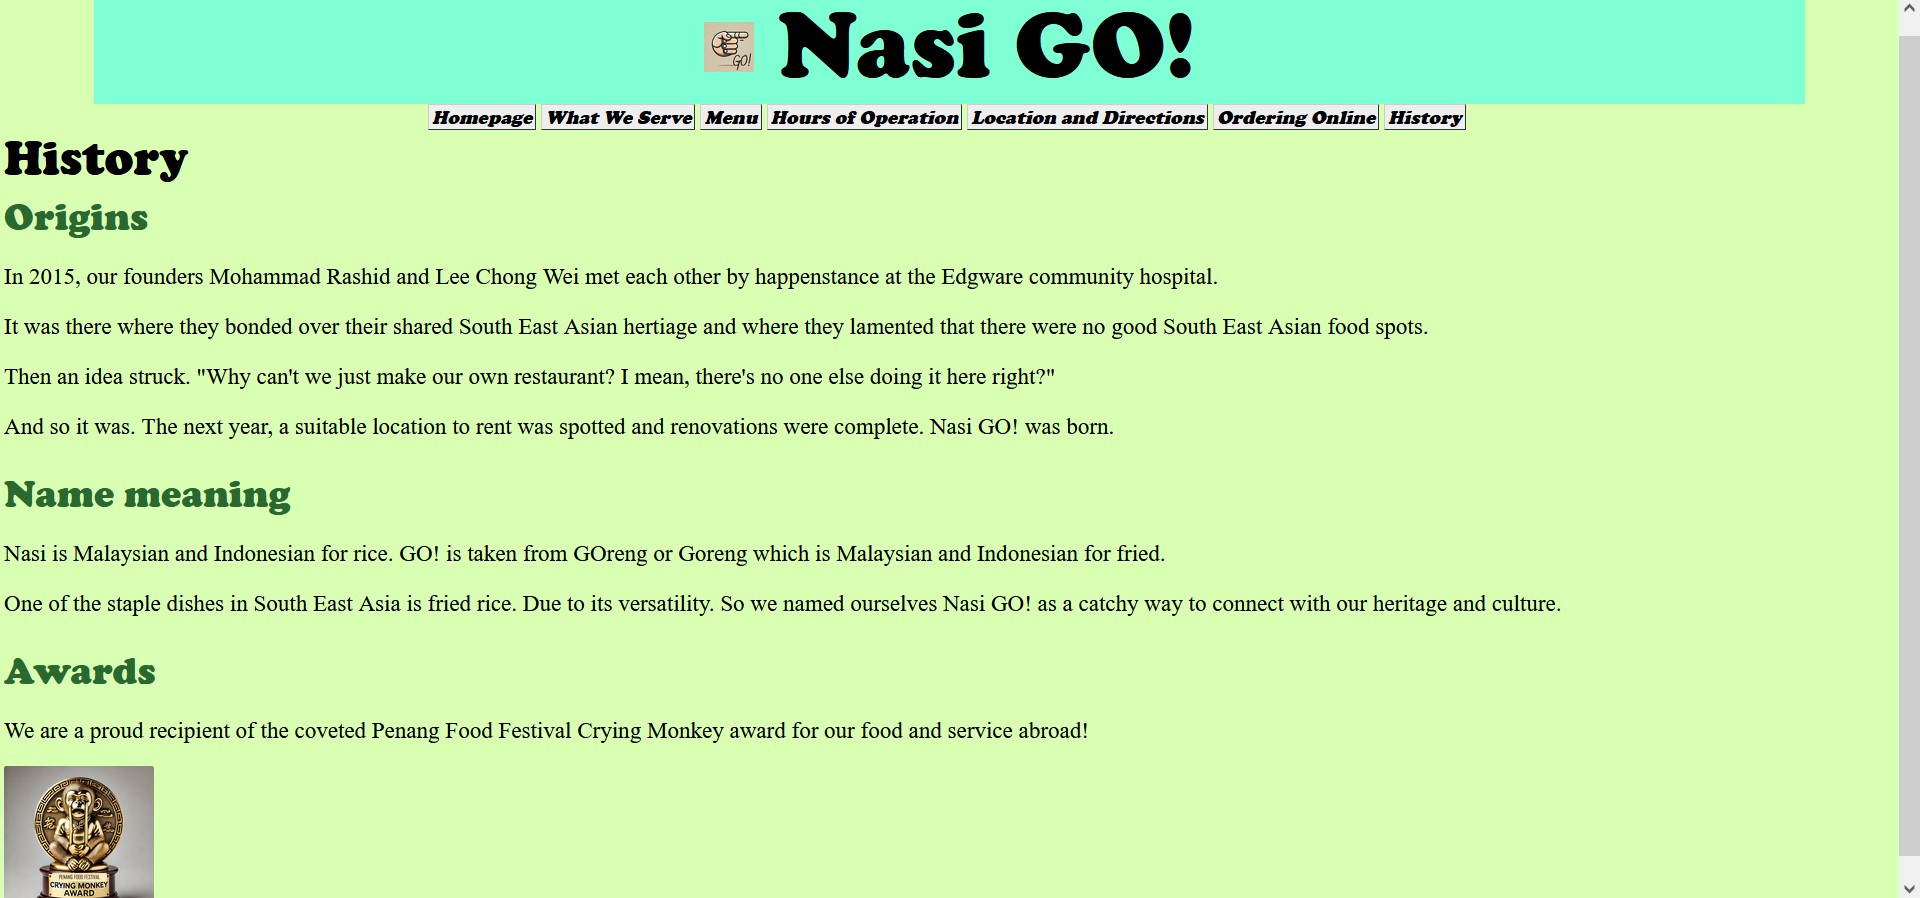 GO!
Nasi GO!
Homepage What We Serve Menu Hours of Operation Location and Directions Ordering Online History
History
Origins
In 2015, our founders Mohammad Rashid and Lee Chong Wei met each other by happenstance at the Edgware community hospital.
It was there where they bonded over their shared South East Asian hertiage and where they lamented that there were no good South East Asian food spots.
Then an idea struck. "Why can't we just make our own restaurant? I mean, there's no one else doing it here right?"
And so it was. The next year, a suitable location to rent was spotted and renovations were complete. Nasi GO! was born.
Name meaning
Nasi is Malaysian and Indonesian for rice. GO! is taken from GOreng or Goreng which is Malaysian and Indonesian for fried.
One of the staple dishes in South East Asia is fried rice. Due to its versatility. So we named ourselves Nasi GO! as a catchy way to connect with our heritage and culture.
Awards
We are a proud recipient of the coveted Penang Food Festival Crying Monkey award for our food and service abroad!
PENANG FOOD FESTIVAL
CRYING MONKEY
AWARD